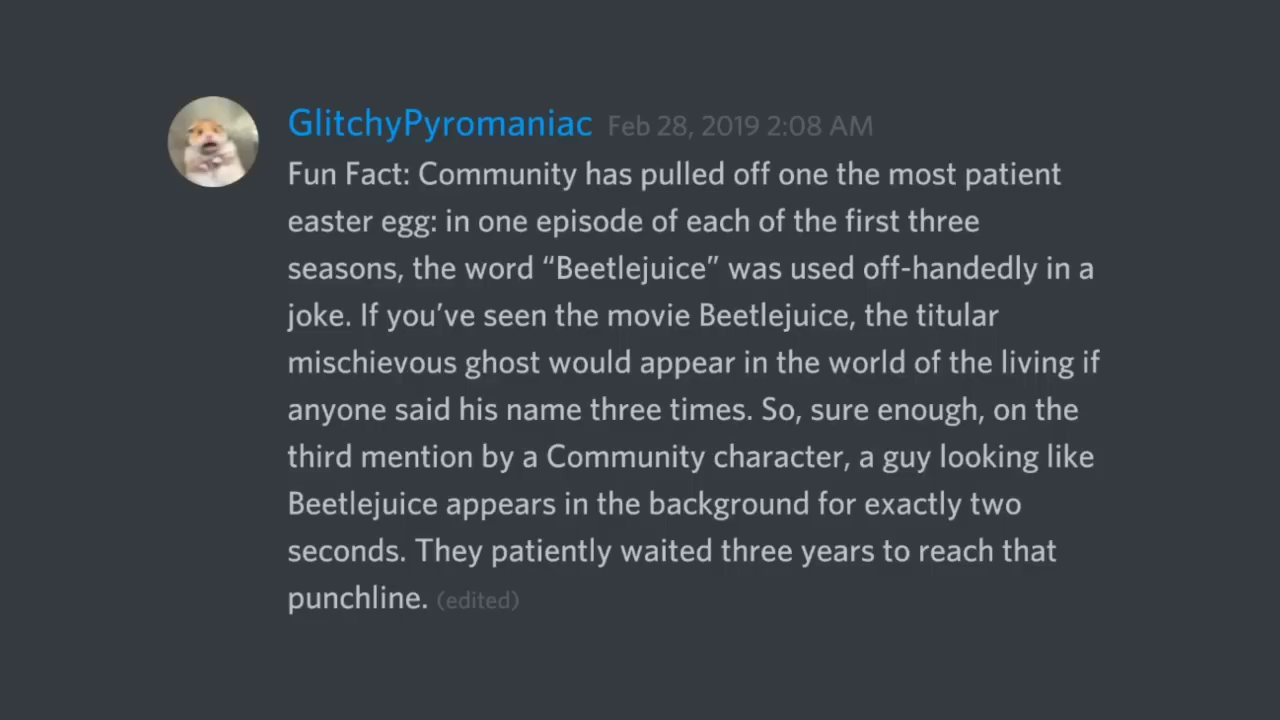 GlitchyPyromaniac Feb 28, 2019 2:08 AM
Fun Fact: Community has pulled off one the most patient
easter egg: in one episode of each of the first three
seasons, the word “Beetlejuice” was used off-handedly in a
joke. If you’ve seen the movie Beetlejuice, the titular
mischievous ghost would appear in the world of the living if
anyone said his name three times. So, sure enough, on the
third mention by a Community character, a guy looking like
Beetlejuice appears in the background for exactly two
seconds. They patiently waited three years to reach that
punchline. (edited)